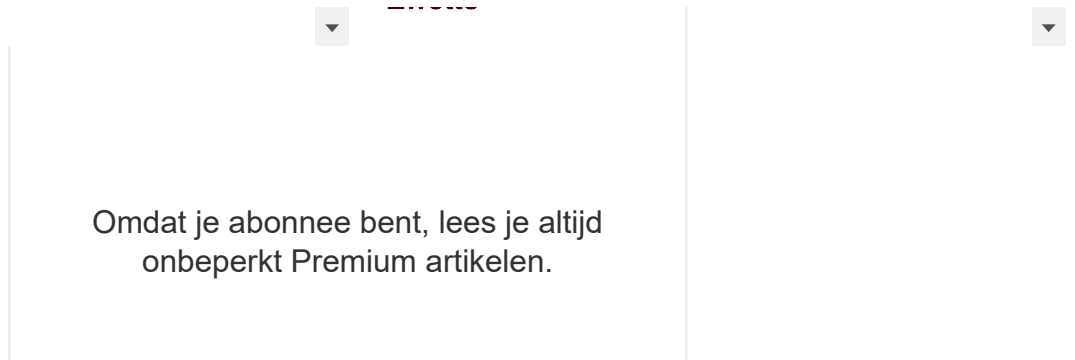 Omdat je abonnee bent, lees je altijd
onbeperkt Premium artikelen.